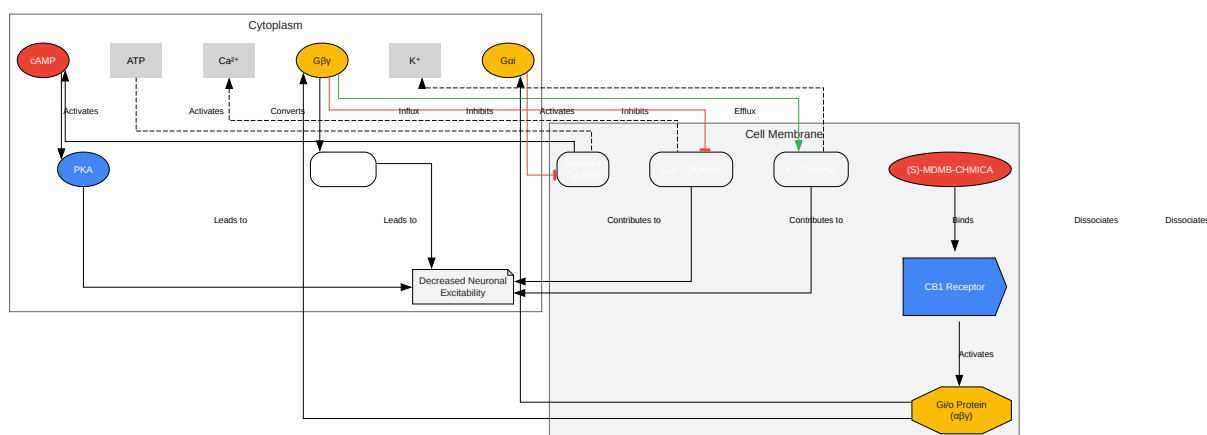 Cytoplasm
cAMP
ATP
Ca²⁺
Gβγ
K⁺
Gαi
Activates
Activates
Converts
Influx
Inhibits
Activates
Inhibits
Efflux
Cell Membrane
PKA
Adenylyl
Cyclase
Ca²⁺ Channel
K⁺ Channel
(S)-MDMB-CHMICA
Leads to
Leads to
Contributes to
Contributes to
Binds
Dissociates
Dissociates
Decreased Neuronal
Excitability
CB1 Receptor
Activates
Gi/o Protein
(αβγ)